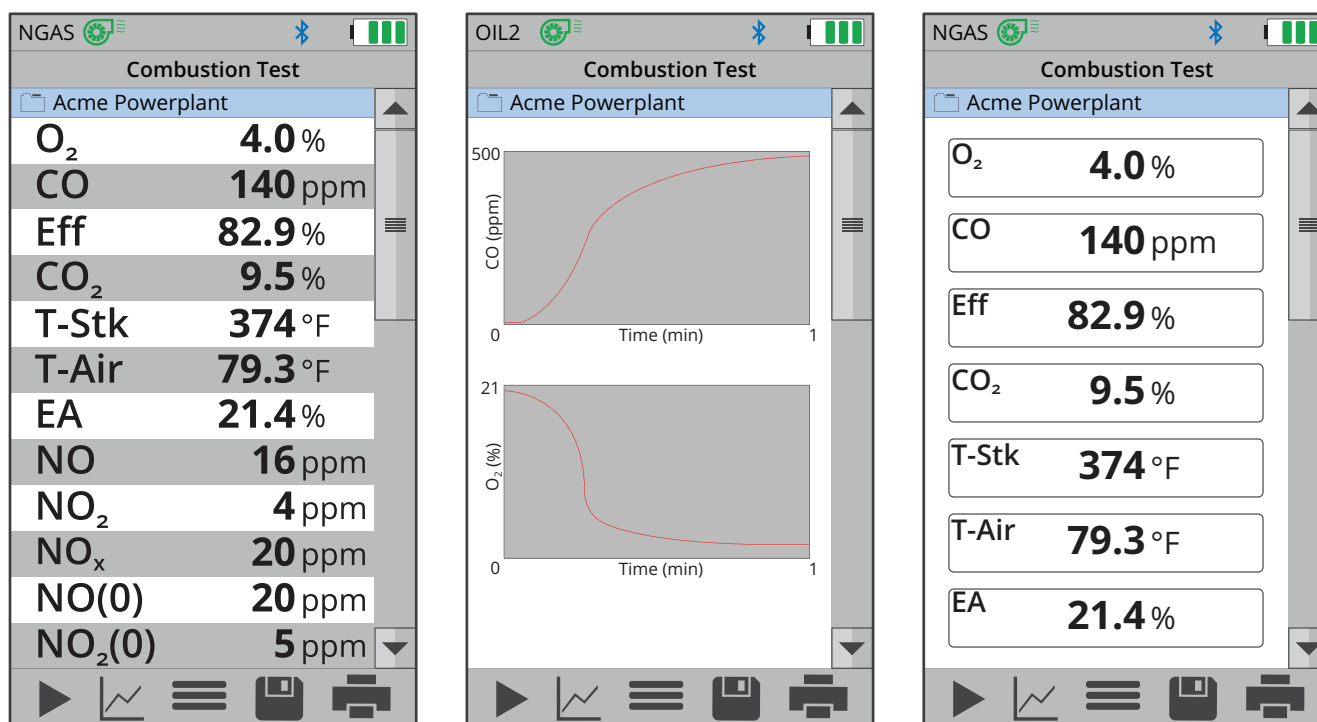 NGAS
Combustion Test
Acme Powerplant
O₂ 4.0 %
CO 140 ppm
Eff 82.9 %
CO₂ 9.5 %
T-Stk 374 °F
T-Air 79.3 °F
EA 21.4 %
NO 16 ppm
NO₂ 4 ppm
NOₓ 20 ppm
NO(0) 20 ppm
NO₂(0) 5 ppm
OIL2
Combustion Test
Acme Powerplant
500
CO (ppm)
0 Time (min) 1
21
O₂ (%)
0 Time (min) 1
NGAS
Combustion Test
Acme Powerplant
O₂ 4.0 %
CO 140 ppm
Eff 82.9 %
CO₂ 9.5 %
T-Stk 374 °F
T-Air 79.3 °F
EA 21.4 %